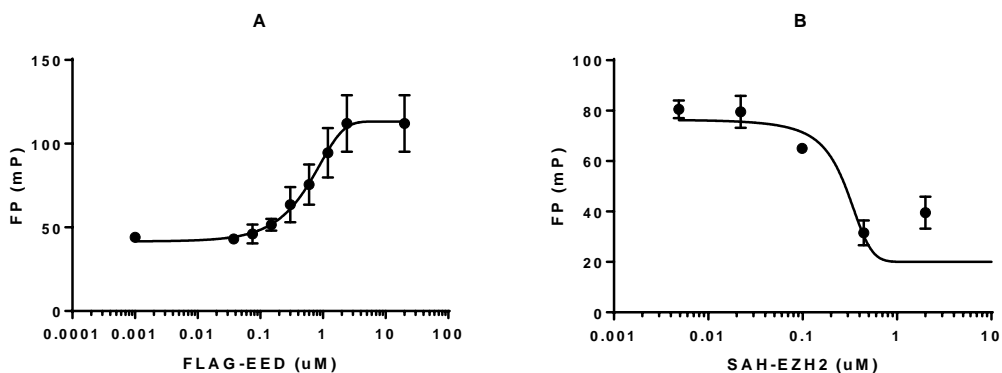 A
150
100
50
0
FP (mP)
0.0001 0.001 0.01 0.1 1 10 100
FLAG-EED (uM)
B
100
80
60
40
20
0
FP (mP)
0.001 0.01 0.1 1 10
SAH-EZH2 (uM)